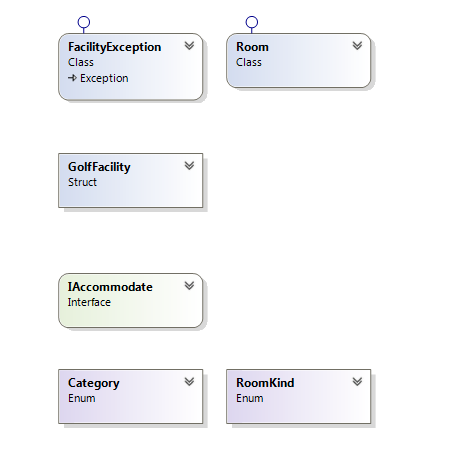 FacilityException
Class
Exception
Room
Class
GolfFacility
Struct
IAccommodate
Interface
Category
Enum
RoomKind
Enum